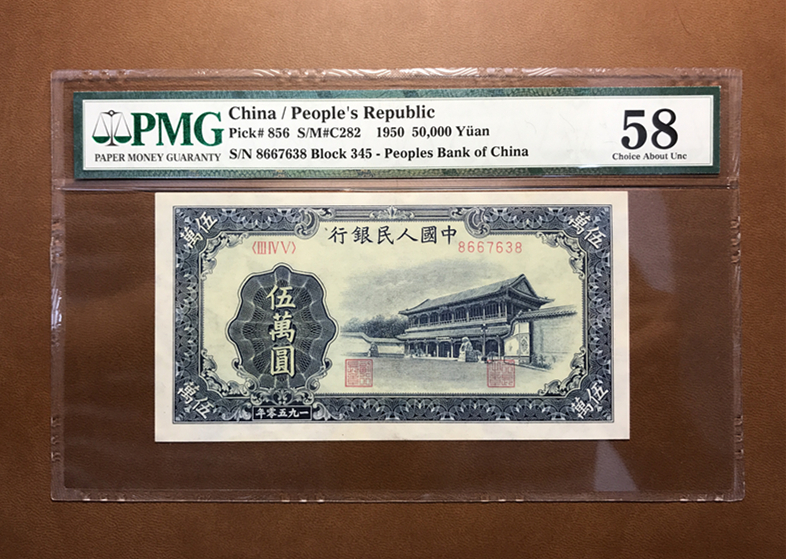 PMG
PAPER MONEY GUARANTY
China / People's Republic
Pick# 856 S/M#C282 1950 50,000 Yüan
S/N 8667638 Block 345 - Peoples Bank of China
58
Choice About Unc
萬伍
萬伍
行銀民人國中
〈III IV V〉
8667638
伍萬圓
萬伍
萬伍
年零五九一